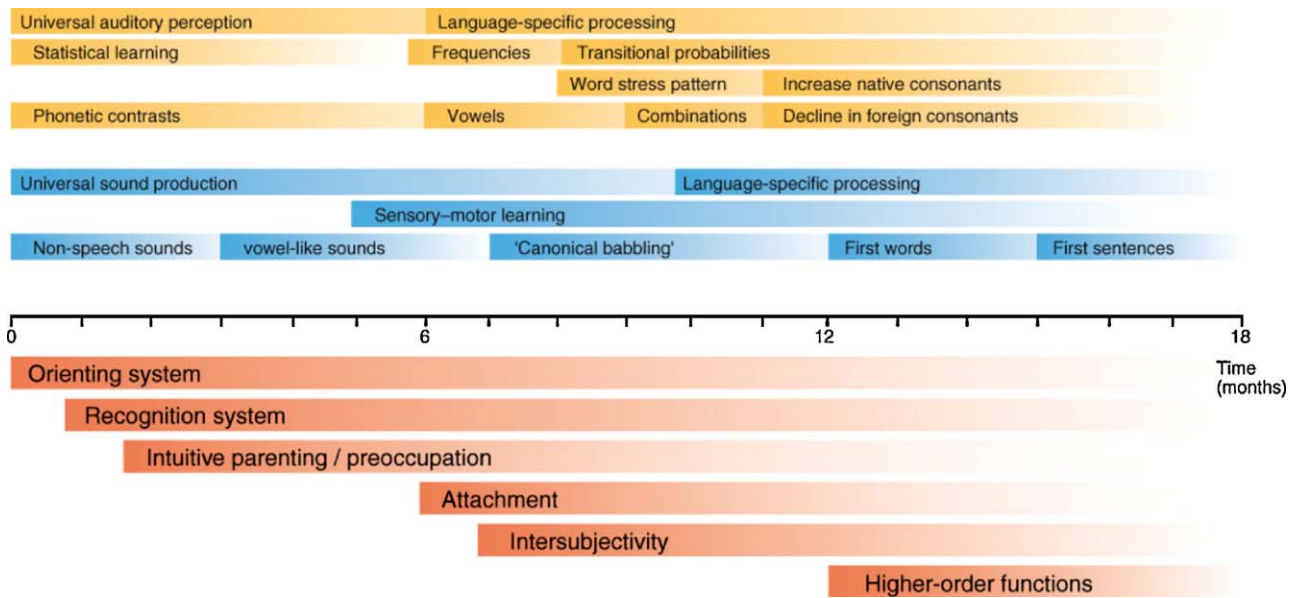 Universal auditory perception Language-specific processing
Statistical learning Frequencies Transitional probabilities
Word stress pattern Increase native consonants
Phonetic contrasts Vowels Combinations Decline in foreign consonants
Universal sound production Language-specific processing
Sensory–motor learning
Non-speech sounds vowel-like sounds 'Canonical babbling' First words First sentences
0 6 12 18
Time
(months)
Orienting system
Recognition system
Intuitive parenting / preoccupation
Attachment
Intersubjectivity
Higher-order functions